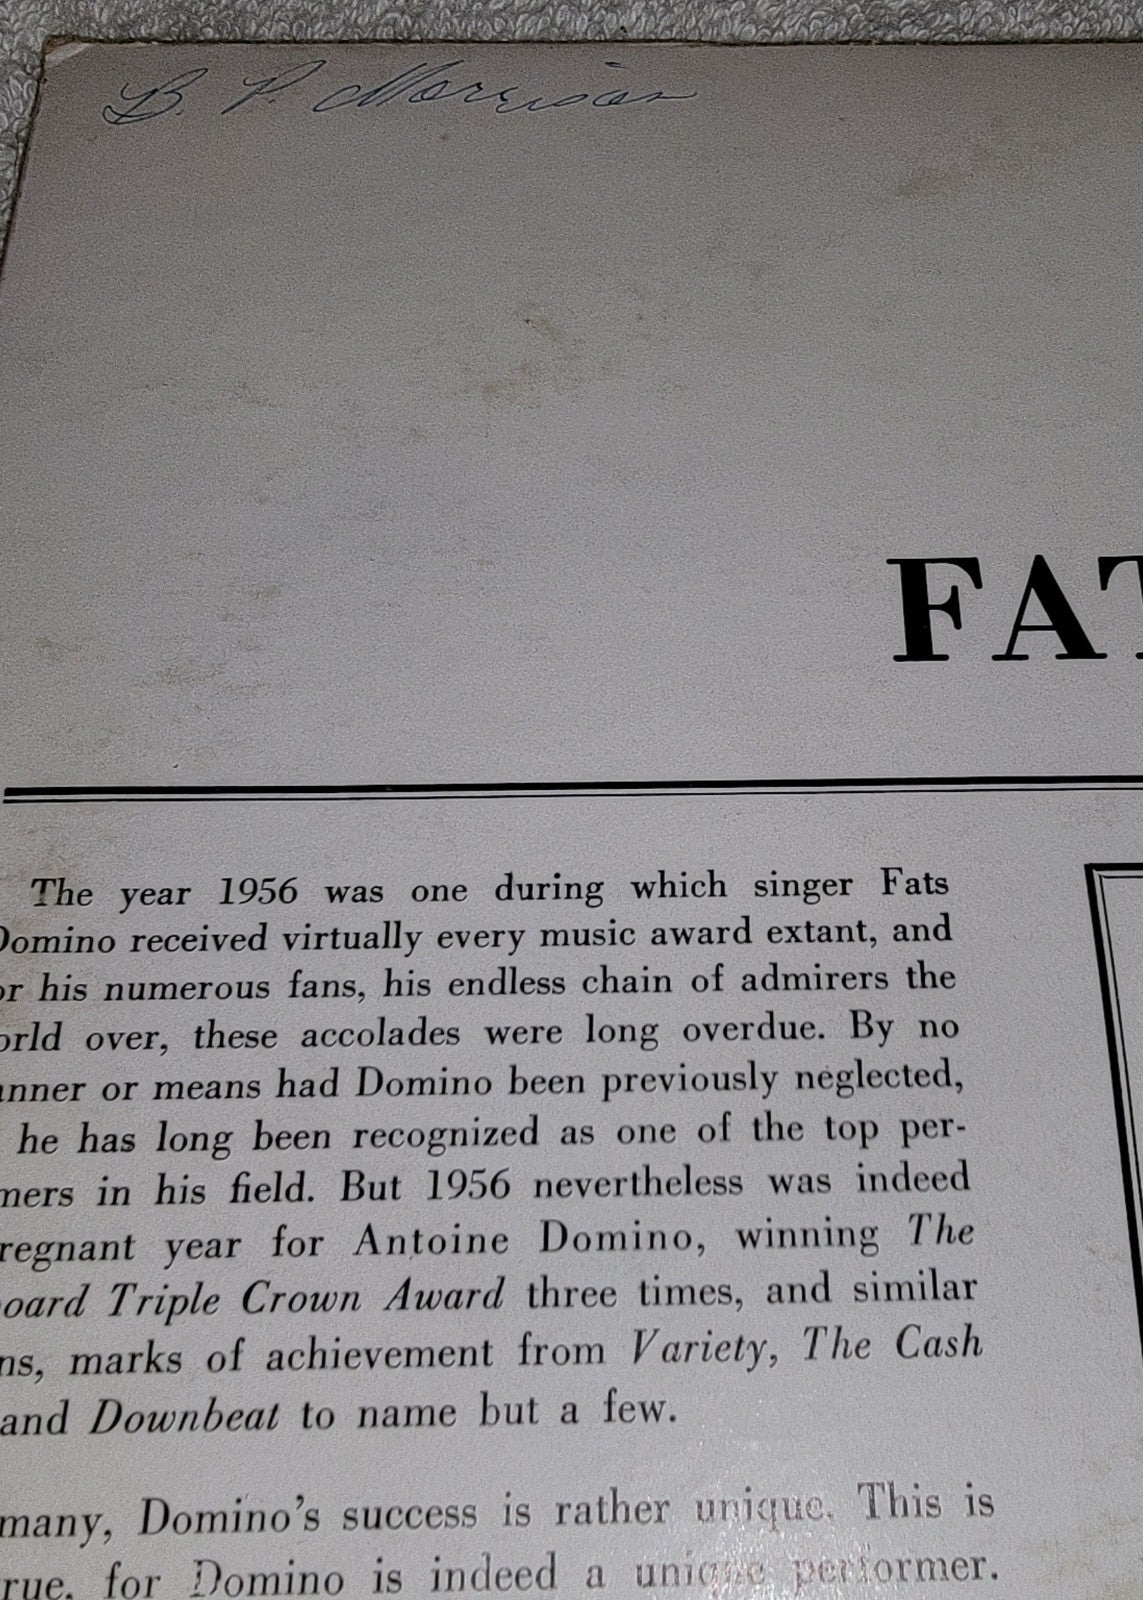 B. P. Morrison
FAT
The year 1956 was one during which singer Fats
Domino received virtually every music award extant, and
or his numerous fans, his endless chain of admirers the
orld over, these accolades were long overdue. By no
anner or means had Domino been previously neglected,
he has long been recognized as one of the top per-
mers in his field. But 1956 nevertheless was indeed
regnant year for Antoine Domino, winning The
oard Triple Crown Award three times, and similar
ns, marks of achievement from Variety, The Cash
and Downbeat to name but a few.
many, Domino's success is rather unique. This is
rue, for Domino is indeed a unique performer.